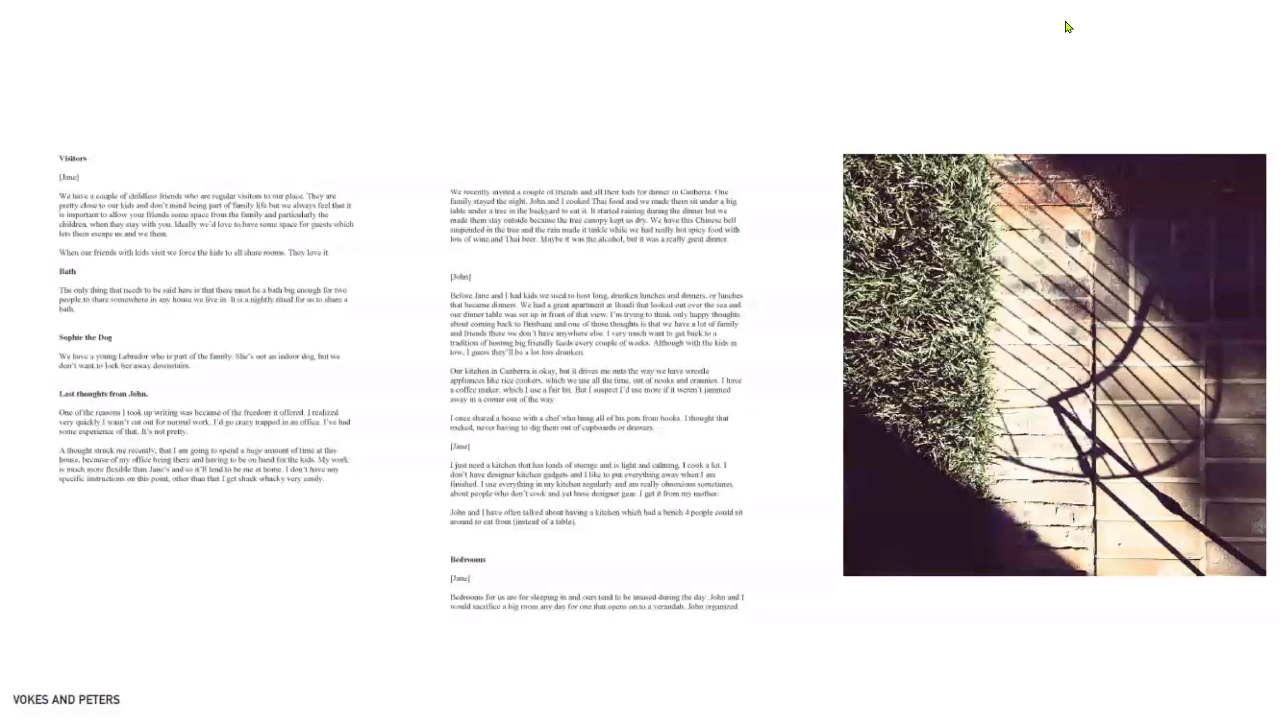 Visitors
[Jane]
We have a couple of childless friends who are regular visitors to our place. They are
pretty close to our kids and don't mind being part of family life but we always feel that it
is important to allow your friends some space from the family and particularly the
children, when they stay with you. Ideally we'd love to have some space for guests which
lets them escape us and we them.
When our friends with kids visit we force the kids to all share rooms. They love it.
Bath
The only thing that needs to be said here is that there must be a bath big enough for two
people to share somewhere in any house we live in. It is a nightly ritual for us to share a
bath.
Sophie the Dog
We have a young Labrador who is part of the family. She's not an indoor dog, but we
don't want to lock her away downstairs.
Last thoughts from John.
One of the reasons I took up writing was because of the freedom it offered. I realized
very quickly I wasn't cut out for normal work. I'd go crazy trapped in an office. I've had
some experience of that. It's not pretty.
A thought struck me recently, that I am going to spend a huge amount of time at this
house, because of my office being there and having to be on hand for the kids. My work
is much more flexible than Jane's and so it'll tend to be me at home. I don't have any
specific instructions on this point, other than that I get shack whacky very easily.
We recently invited a couple of friends and all their kids for dinner in Canberra. One
family stayed the night. John and I cooked Thai food and we made them sit under a big
table under a tree in the backyard to eat it. It started raining during the dinner but we
made them stay outside because the tree canopy kept us dry. We have this Chinese bell
suspended in the tree and the rain made it tinkle while we had really hot spicy food with
lots of wine and Thai beer. Maybe it was the alcohol, but it was a really great dinner.
[John]
Before Jane and I had kids we used to host long, drunken lunches and dinners, or lunches
that became dinners. We had a great apartment at Bondi that looked out over the sea and
our dinner table was set up in front of that view. I'm trying to think only happy thoughts
about coming back to Brisbane and one of those thoughts is that we have a lot of family
and friends there we don't have anywhere else. I very much want to get back to a
tradition of hosting big friendly feeds every couple of weeks. Although with the kids in
tow, I guess they'll be a lot less drunken.
Our kitchen in Canberra is okay, but it drives me nuts the way we have wrestle
appliances like rice cookers, which we use all the time, out of nooks and crannies. I have
a coffee maker, which I use a fair bit. But I suspect I'd use more if it weren't jammed
away in a corner out of the way.
I once shared a house with a chef who hung all of his pots from hooks. I thought that
rocked, never having to dig them out of cupboards or drawers.
[Jane]
I just need a kitchen that has loads of storage and is light and calming. I cook a lot. I
don't have designer kitchen gadgets and I like to put everything away when I am
finished. I use everything in my kitchen regularly and am really obnoxious sometimes
about people who don't cook and yet have designer gear. I get it from my mother.
John and I have often talked about having a kitchen which had a bench 4 people could sit
around to eat from (instead of a table).
Bedrooms
[Jane]
Bedrooms for us are for sleeping in and ours tend to be unused during the day. John and I
would sacrifice a big room any day for one that opens on to a verandah. John organized
VOKES AND PETERS